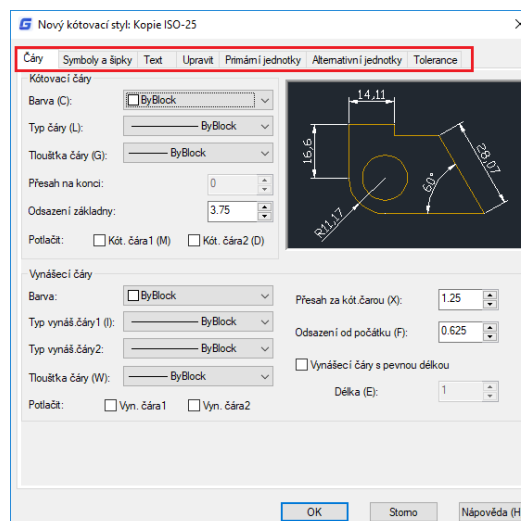 Nový kótovací styl: Kopie ISO-25
Čáry Symboly a šipky Text Upravit Primární jednotky Alternativní jednotky Tolerance
Kótovací čáry
Barva (C): ByBlock
Typ čáry (L): ByBlock
Tloušťka čáry (G): ByBlock
Přesah na konci: 0
Odsazení základny: 3.75
Potlačit: Kót. čára1 (M) Kót. čára2 (D)
14,11
16,6
28,07
60°
R11,17
Vynášecí čáry
Barva: ByBlock
Typ vynáš.čáry1 (I): ByBlock
Typ vynáš.čáry2: ByBlock
Tloušťka čáry (W): ByBlock
Potlačit: Vyn. čára1 Vyn. čára2
Přesah za kót.čarou (X): 1.25
Odsazení od počátku (F): 0.625
Vynášecí čáry s pevnou délkou
Délka (E): 1
OK Storno Nápověda (H